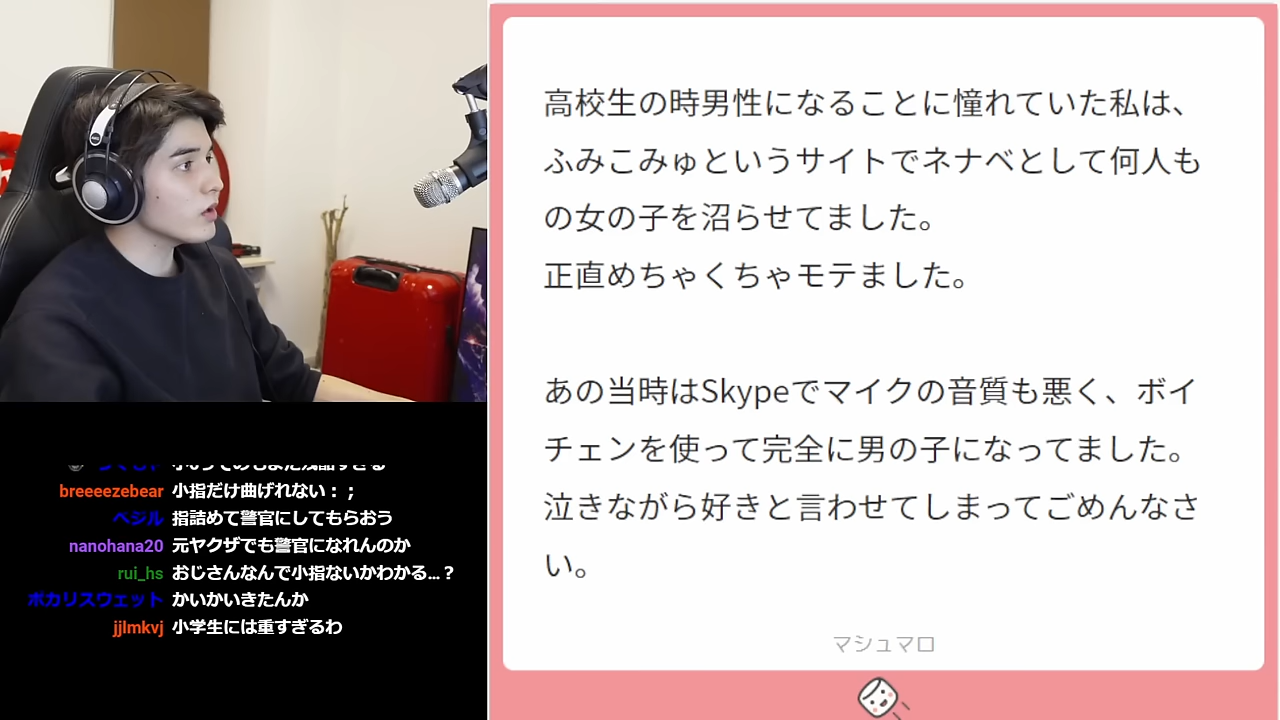 高校生の時男性になることに憧れていた私は、
ふみこみゅというサイトでネナベとして何人も
の女の子を沼らせてました。
正直めちゃくちゃモテました。
あの当時はSkypeでマイクの音質も悪く、ボイ
チェンを使って完全に男の子になってました。
泣きながら好きと言わせてしまってごめんなさ
い。
マシュマロ
breeeezebear 小指だけ曲げれない：；
ヘジル 指詰めて警官にしてもらおう
nanohana20 元ヤクザでも警官になれんのか
rui_hs おじさんなんで小指ないかわかる...？
ポカリスウェット かいかいきたんか
jjlmkvj 小学生には重すぎるわ